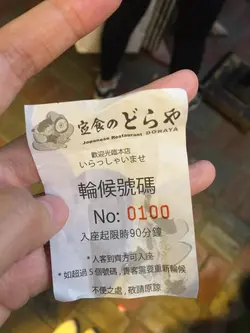 宣食のどらや
Japanese Restaurant DORAYA
歡迎光臨本店
いらっしゃいませ
輪候號碼
No: 0100
入座起限時90分鐘
* 人客到齊方可入座
* 如超過 5 個號碼 , 貴客需要重新輪候
不便之處 , 敬請原諒